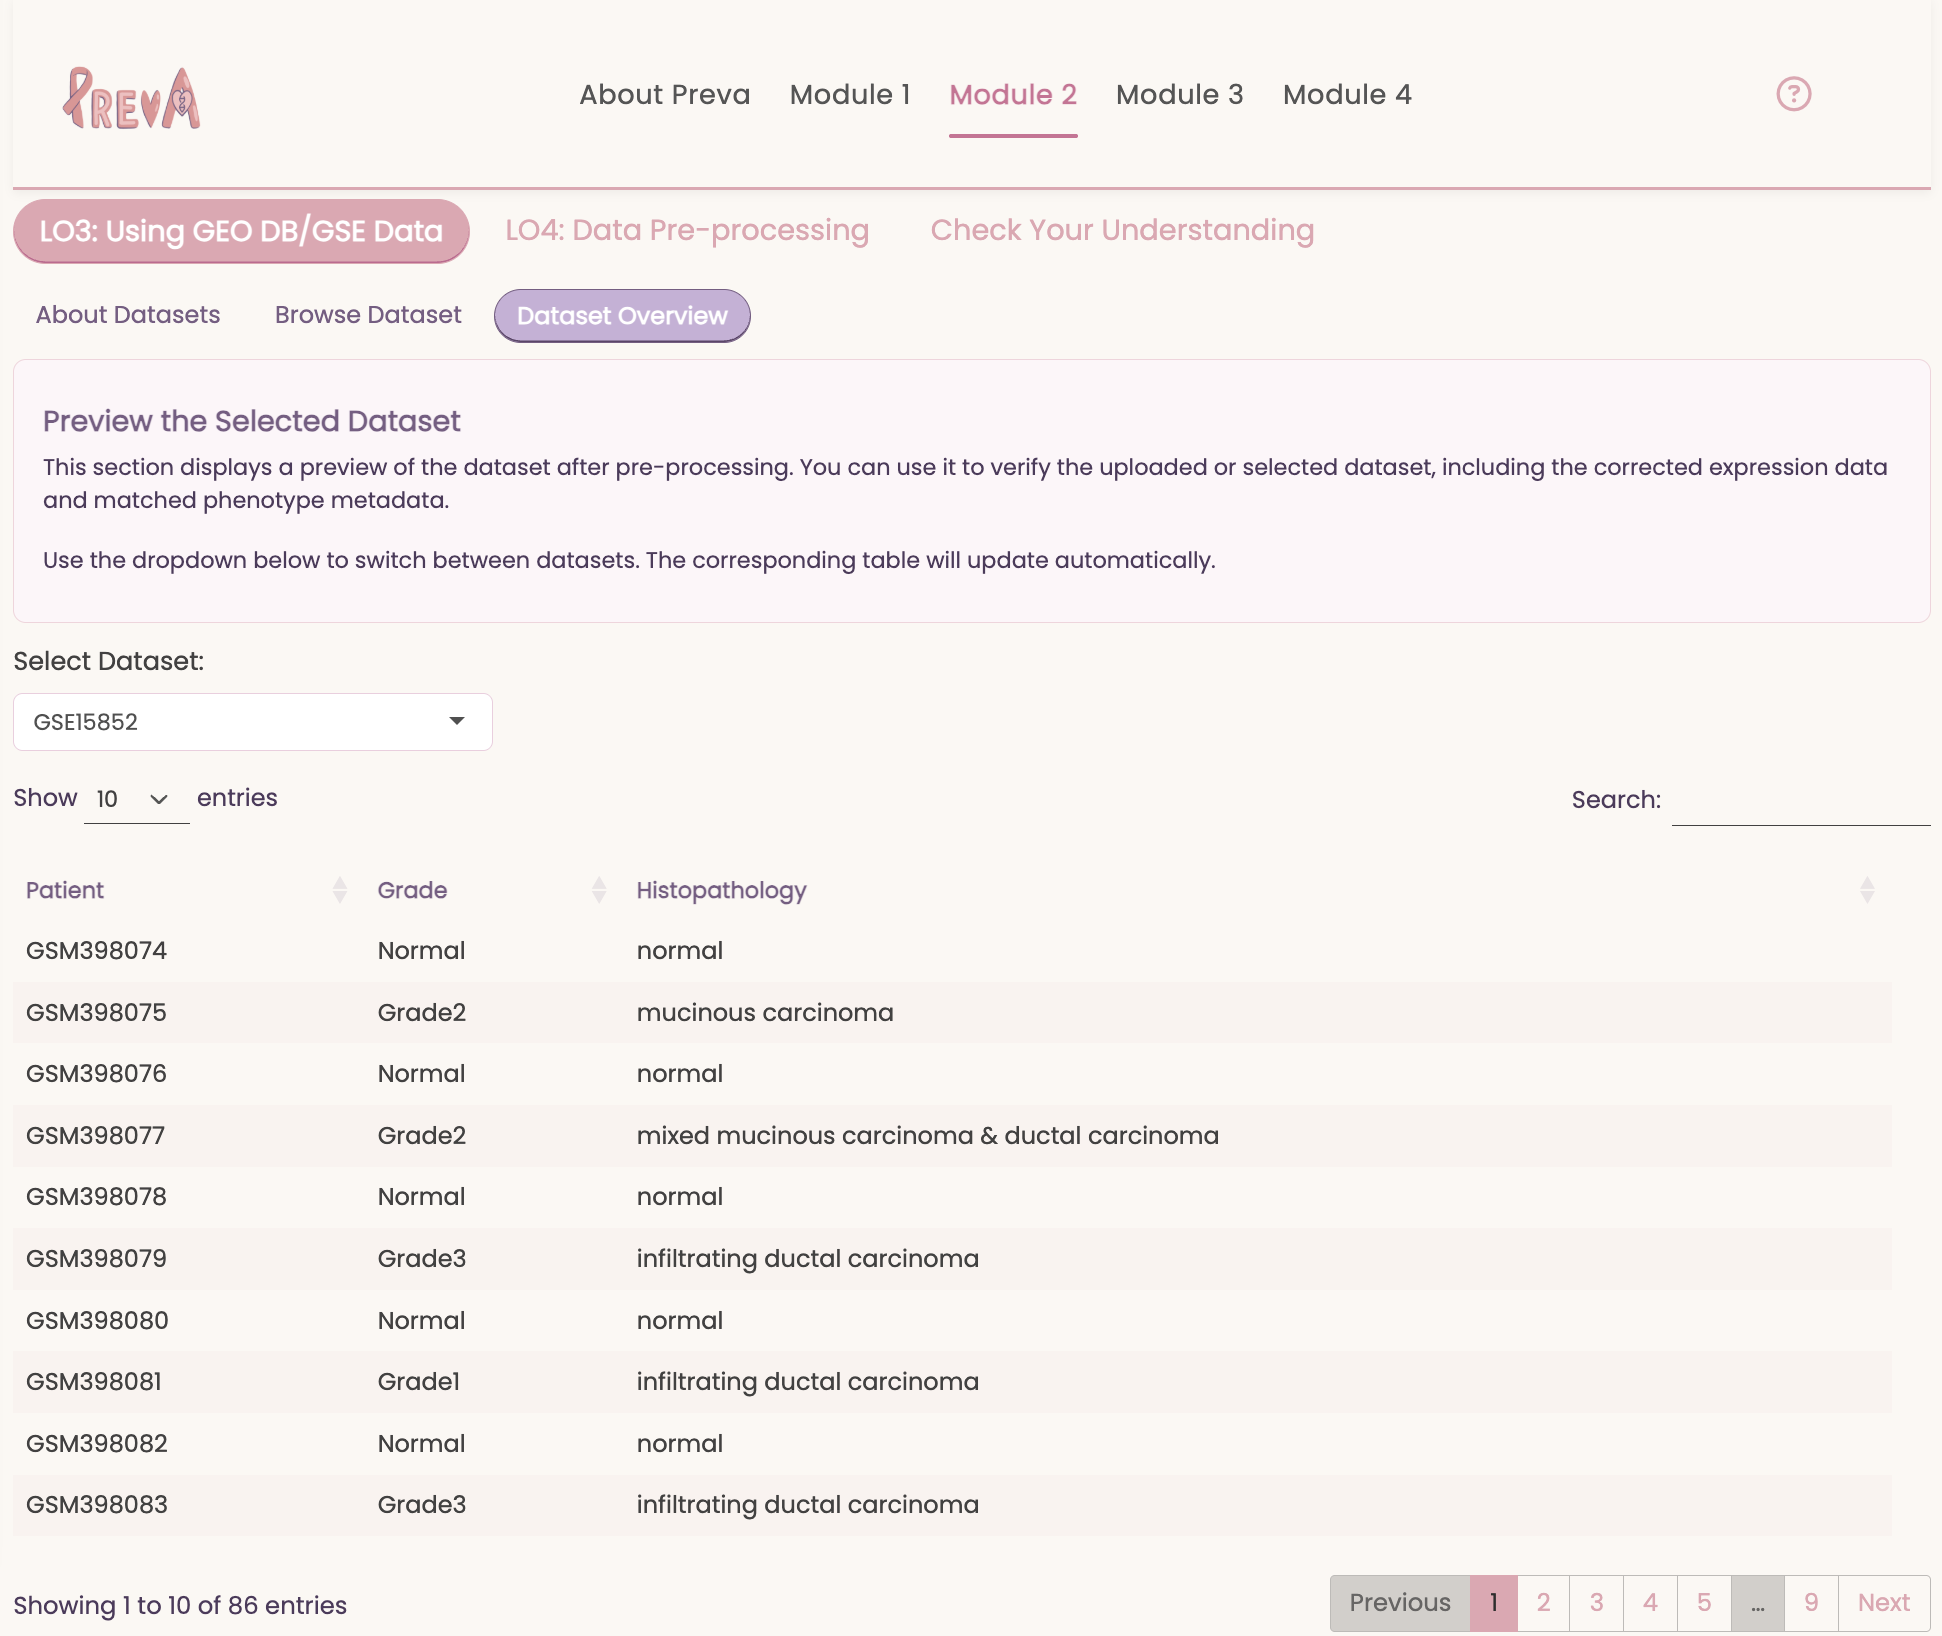 PREVA
About Preva Module 1 Module 2 Module 3 Module 4 ?
LO3: Using GEO DB/GSE Data LO4: Data Pre-processing Check Your Understanding
About Datasets Browse Dataset Dataset Overview
Preview the Selected Dataset
This section displays a preview of the dataset after pre-processing. You can use it to verify the uploaded or selected dataset, including the corrected expression data
and matched phenotype metadata.
Use the dropdown below to switch between datasets. The corresponding table will update automatically.
Select Dataset:
GSE15852
Show 10 entries Search:
Patient Grade Histopathology
GSM398074 Normal normal
GSM398075 Grade2 mucinous carcinoma
GSM398076 Normal normal
GSM398077 Grade2 mixed mucinous carcinoma & ductal carcinoma
GSM398078 Normal normal
GSM398079 Grade3 infiltrating ductal carcinoma
GSM398080 Normal normal
GSM398081 Grade1 infiltrating ductal carcinoma
GSM398082 Normal normal
GSM398083 Grade3 infiltrating ductal carcinoma
Showing 1 to 10 of 86 entries Previous 1 2 3 4 5 … 9 Next